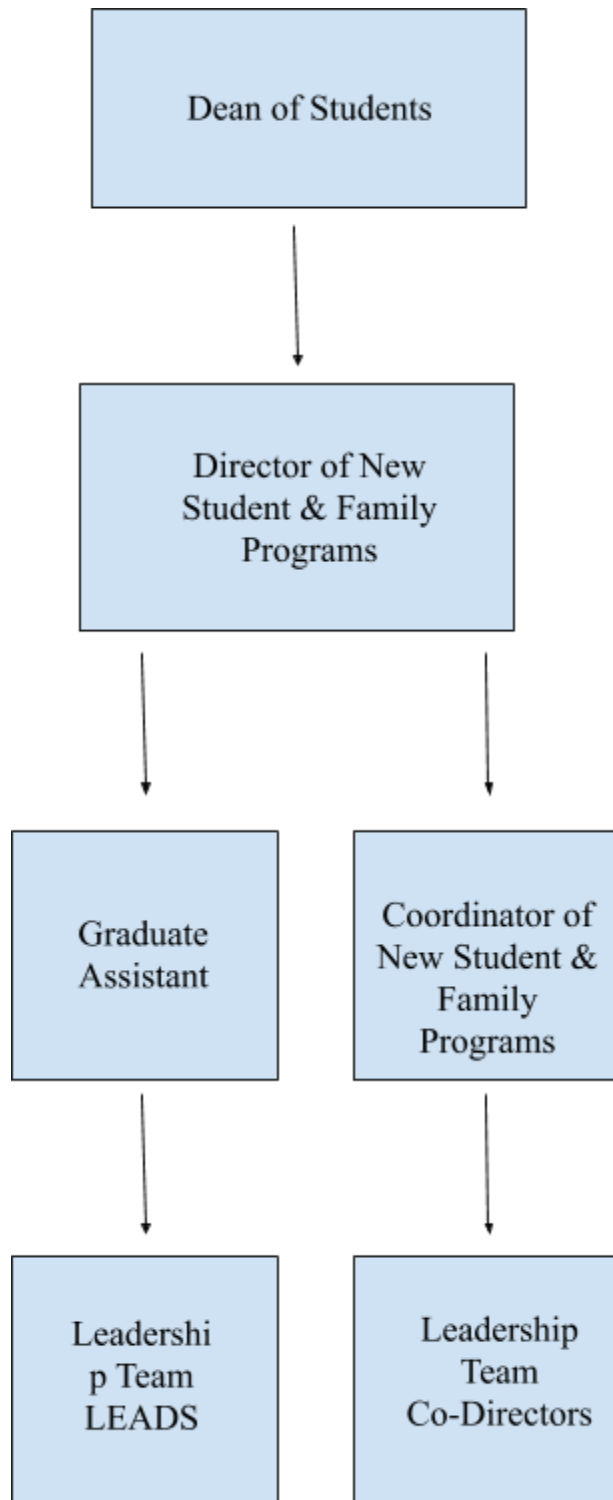 Dean of Students
Director of New
Student & Family
Programs
Graduate
Assistant
Coordinator of
New Student &
Family
Programs
Leadershi
p Team
LEADS
Leadership
Team
Co-Directors